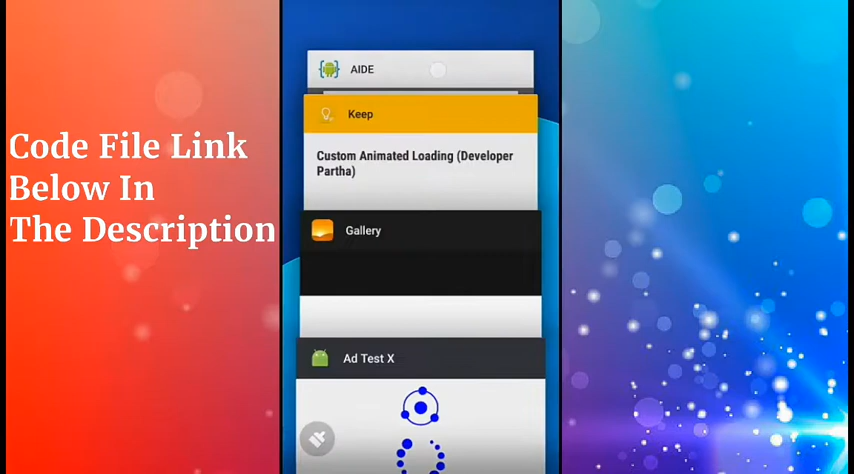 Code File Link
Below In
The Description
AIDE
Keep
Custom Animated Loading (Developer
Partha)
Gallery
Ad Test X